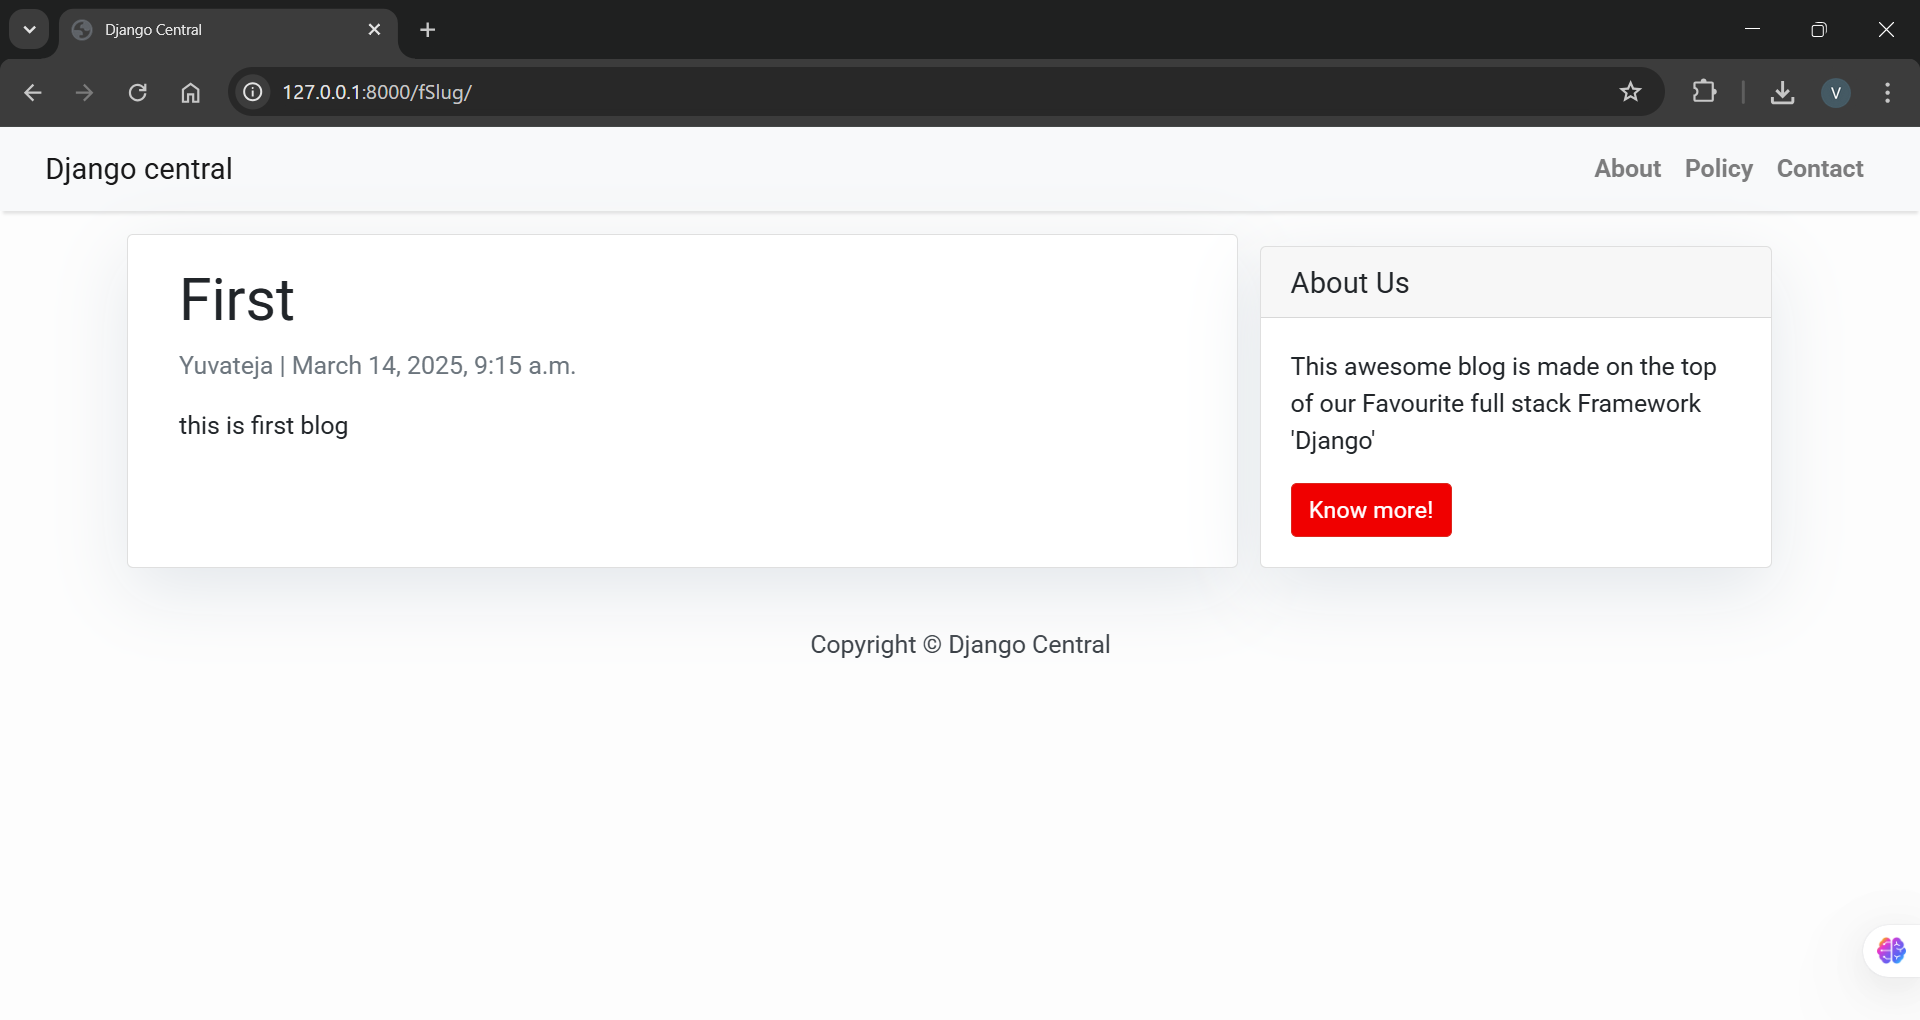 Django Central
127.0.0.1:8000/fSlug/
V
Django central
About Policy Contact
First
Yuvateja | March 14, 2025, 9:15 a.m.
this is first blog
About Us
This awesome blog is made on the top
of our Favourite full stack Framework
'Django'
Know more!
Copyright © Django Central